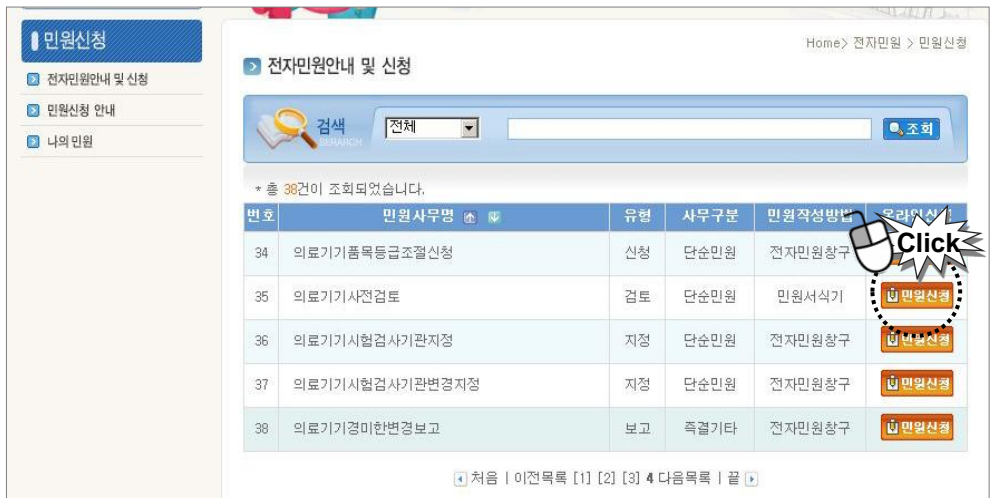 민원신청
전자민원안내 및 신청
민원신청 안내
나의 민원
Home> 전자민원 > 민원신청
전자민원안내 및 신청
검색 전체 조회
SERARCH
* 총 38건이 조회되었습니다.
번호 민원사무명 유형 사무구분 민원작성방법 온라인신청
34 의료기기품목등급조절신청 신청 단순민원 전자민원창구
Click
35 의료기기사전검토 검토 단순민원 민원서식기 민원신청
36 의료기기시험검사기관지정 지정 단순민원 전자민원창구 민원신청
37 의료기기시험검사기관변경지정 지정 단순민원 전자민원창구 민원신청
38 의료기기경미한변경보고 보고 즉결기타 전자민원창구 민원신청
처음 | 이전목록 [1] [2] [3] 4 다음목록 | 끝